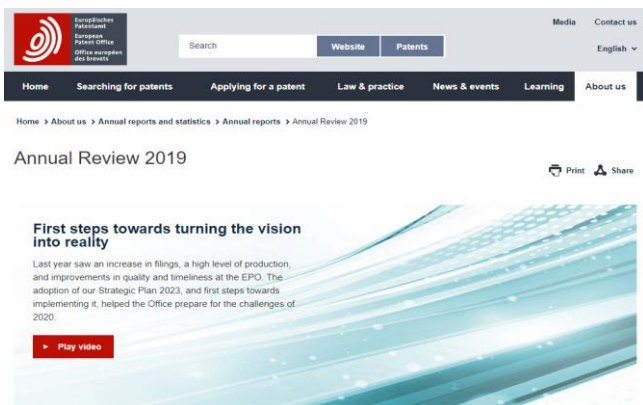 Europäisches
Patentamt
European
Patent Office
Office européen
des brevets
Media Contact us
Search Website Patents
English
Home Searching for patents Applying for a patent Law & practice News & events Learning About us
Home > About us > Annual reports and statistics > Annual reports > Annual Review 2019
Annual Review 2019
Print Share
First steps towards turning the vision
into reality
Last year saw an increase in filings, a high level of production,
and improvements in quality and timeliness at the EPO. The
adoption of our Strategic Plan 2023, and first steps towards
implementing it, helped the Office prepare for the challenges of
2020.
Play video